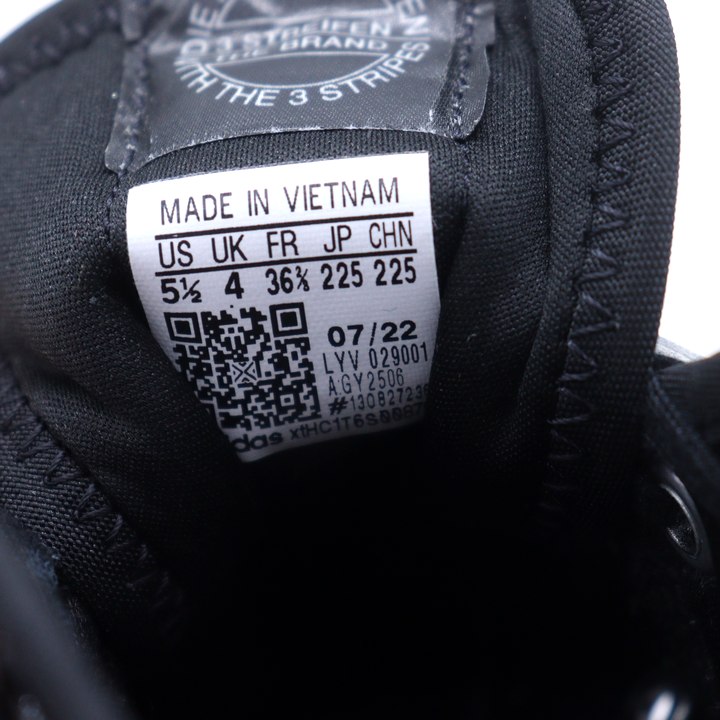 3 STREIFEN
THE BRAND
WITH THE 3 STRIPES
MADE IN VIETNAM
US UK FR JP CHN
5½ 4 36⅔ 225 225
07/22
LYV 029001
AGY2506